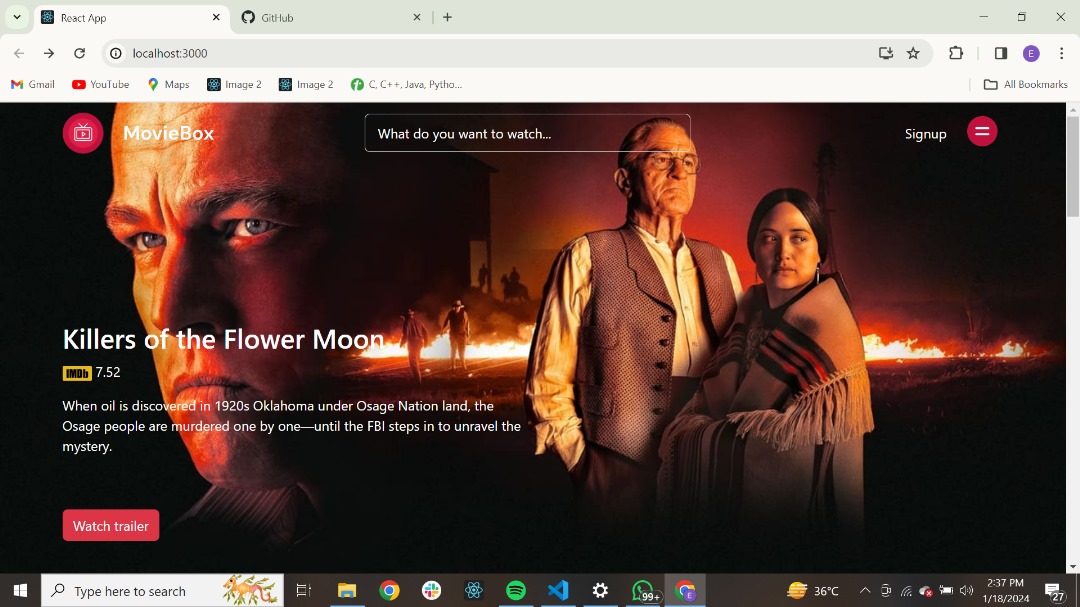 React App
GitHub
localhost:3000
E
Gmail
YouTube
Maps
Image 2
Image 2
C, C++, Java, Pytho...
All Bookmarks
MovieBox
What do you want to watch...
Signup
Killers of the Flower Moon
IMDb 7.52
When oil is discovered in 1920s Oklahoma under Osage Nation land, the
Osage people are murdered one by one—until the FBI steps in to unravel the
mystery.
Watch trailer
Type here to search
99+
E
36°C
2:37 PM
1/18/2024
27